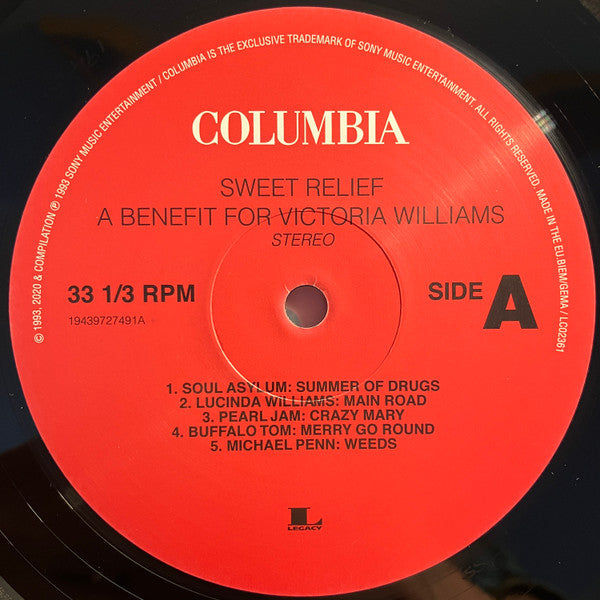 © 1993, 2020 & COMPILATION ℗ 1993 SONY MUSIC ENTERTAINMENT / COLUMBIA IS THE EXCLUSIVE TRADEMARK OF SONY MUSIC ENTERTAINMENT. ALL RIGHTS RESERVED. MADE IN THE EU.BIEM/GEMA / LC02361
COLUMBIA
SWEET RELIEF
A BENEFIT FOR VICTORIA WILLIAMS
STEREO
33 1/3 RPM
SIDE A
19439727491A
1. SOUL ASYLUM: SUMMER OF DRUGS
2. LUCINDA WILLIAMS: MAIN ROAD
3. PEARL JAM: CRAZY MARY
4. BUFFALO TOM: MERRY GO ROUND
5. MICHAEL PENN: WEEDS
L
LEGACY